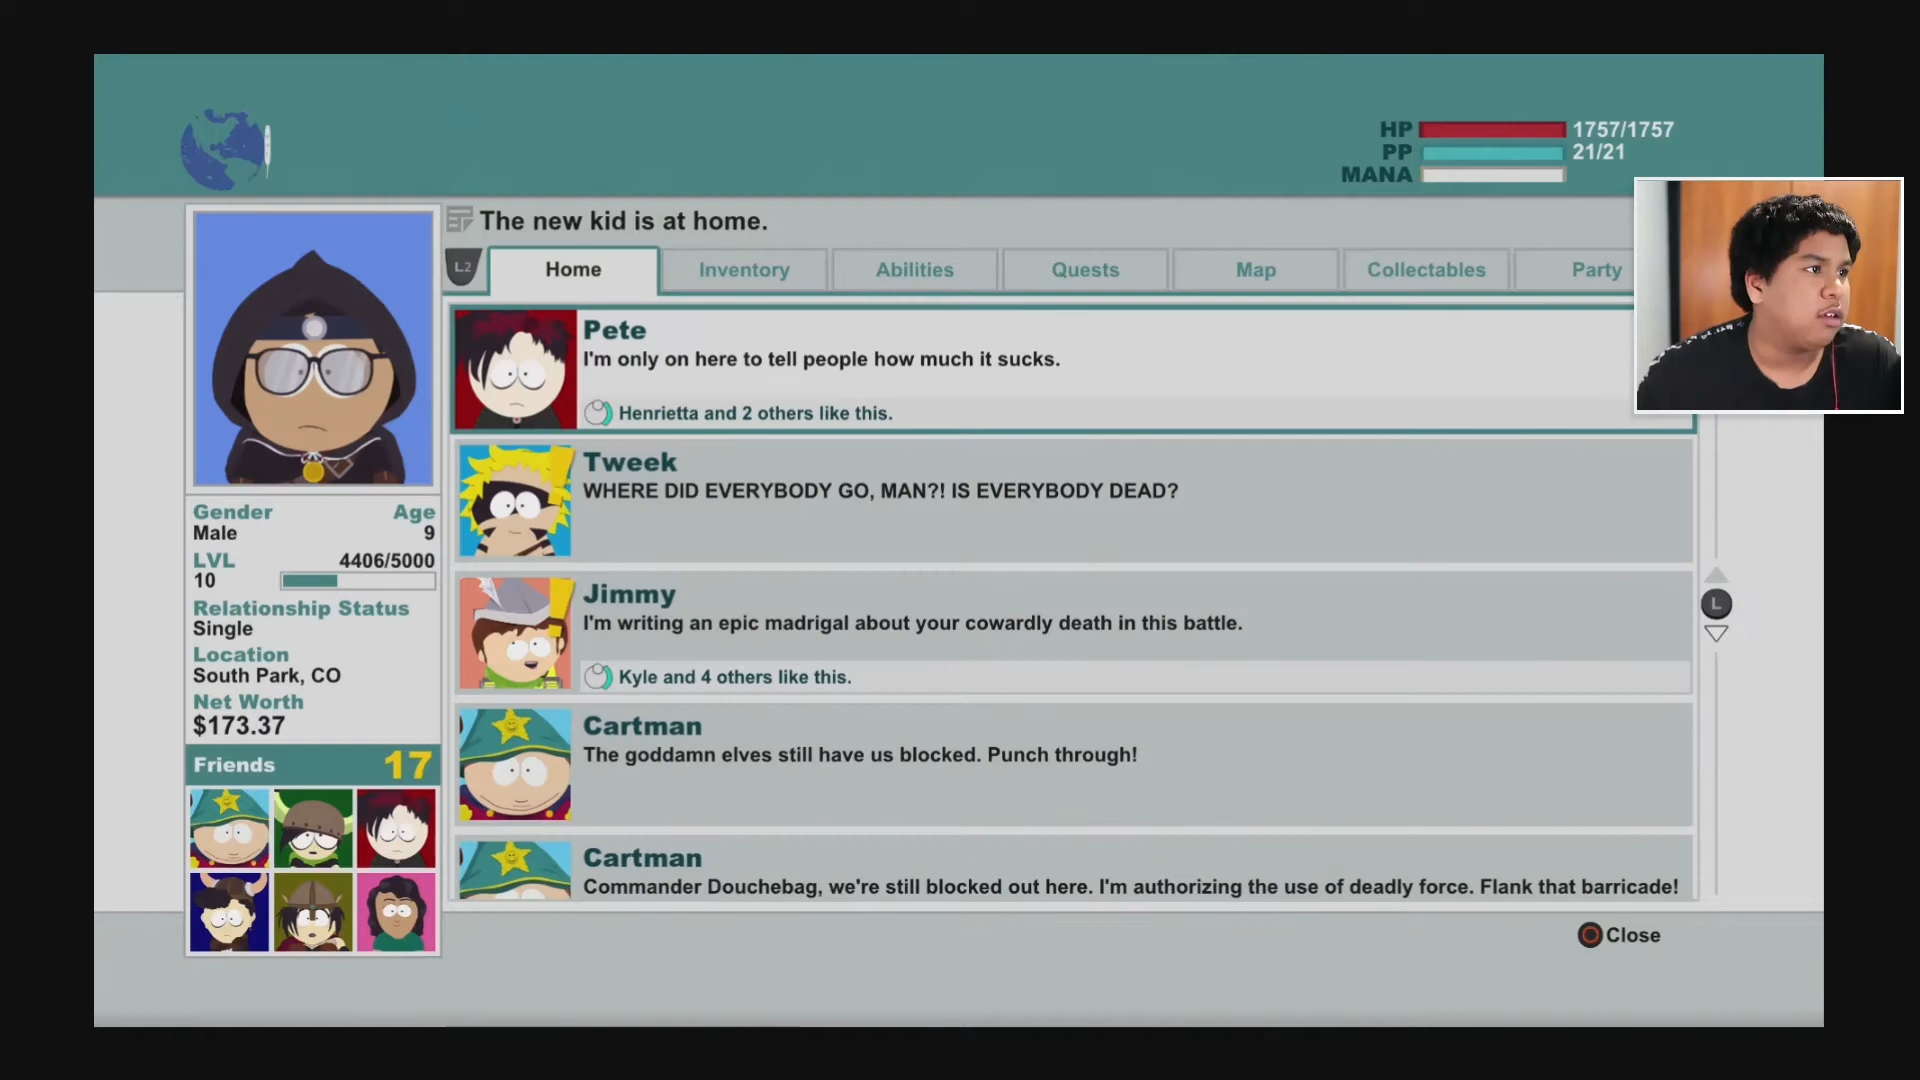 HP 1757/1757
PP 21/21
MANA
The new kid is at home.
L2 Home Inventory Abilities Quests Map Collectables Party
Pete
I'm only on here to tell people how much it sucks.
Henrietta and 2 others like this.
Tweek
WHERE DID EVERYBODY GO, MAN?! IS EVERYBODY DEAD?
Jimmy
I'm writing an epic madrigal about your cowardly death in this battle.
Kyle and 4 others like this.
Cartman
The goddamn elves still have us blocked. Punch through!
Cartman
Commander Douchebag, we're still blocked out here. I'm authorizing the use of deadly force. Flank that barricade!
Gender Age
Male 9
LVL 4406/5000
10
Relationship Status
Single
Location
South Park, CO
Net Worth
$173.37
Friends 17
L
Close